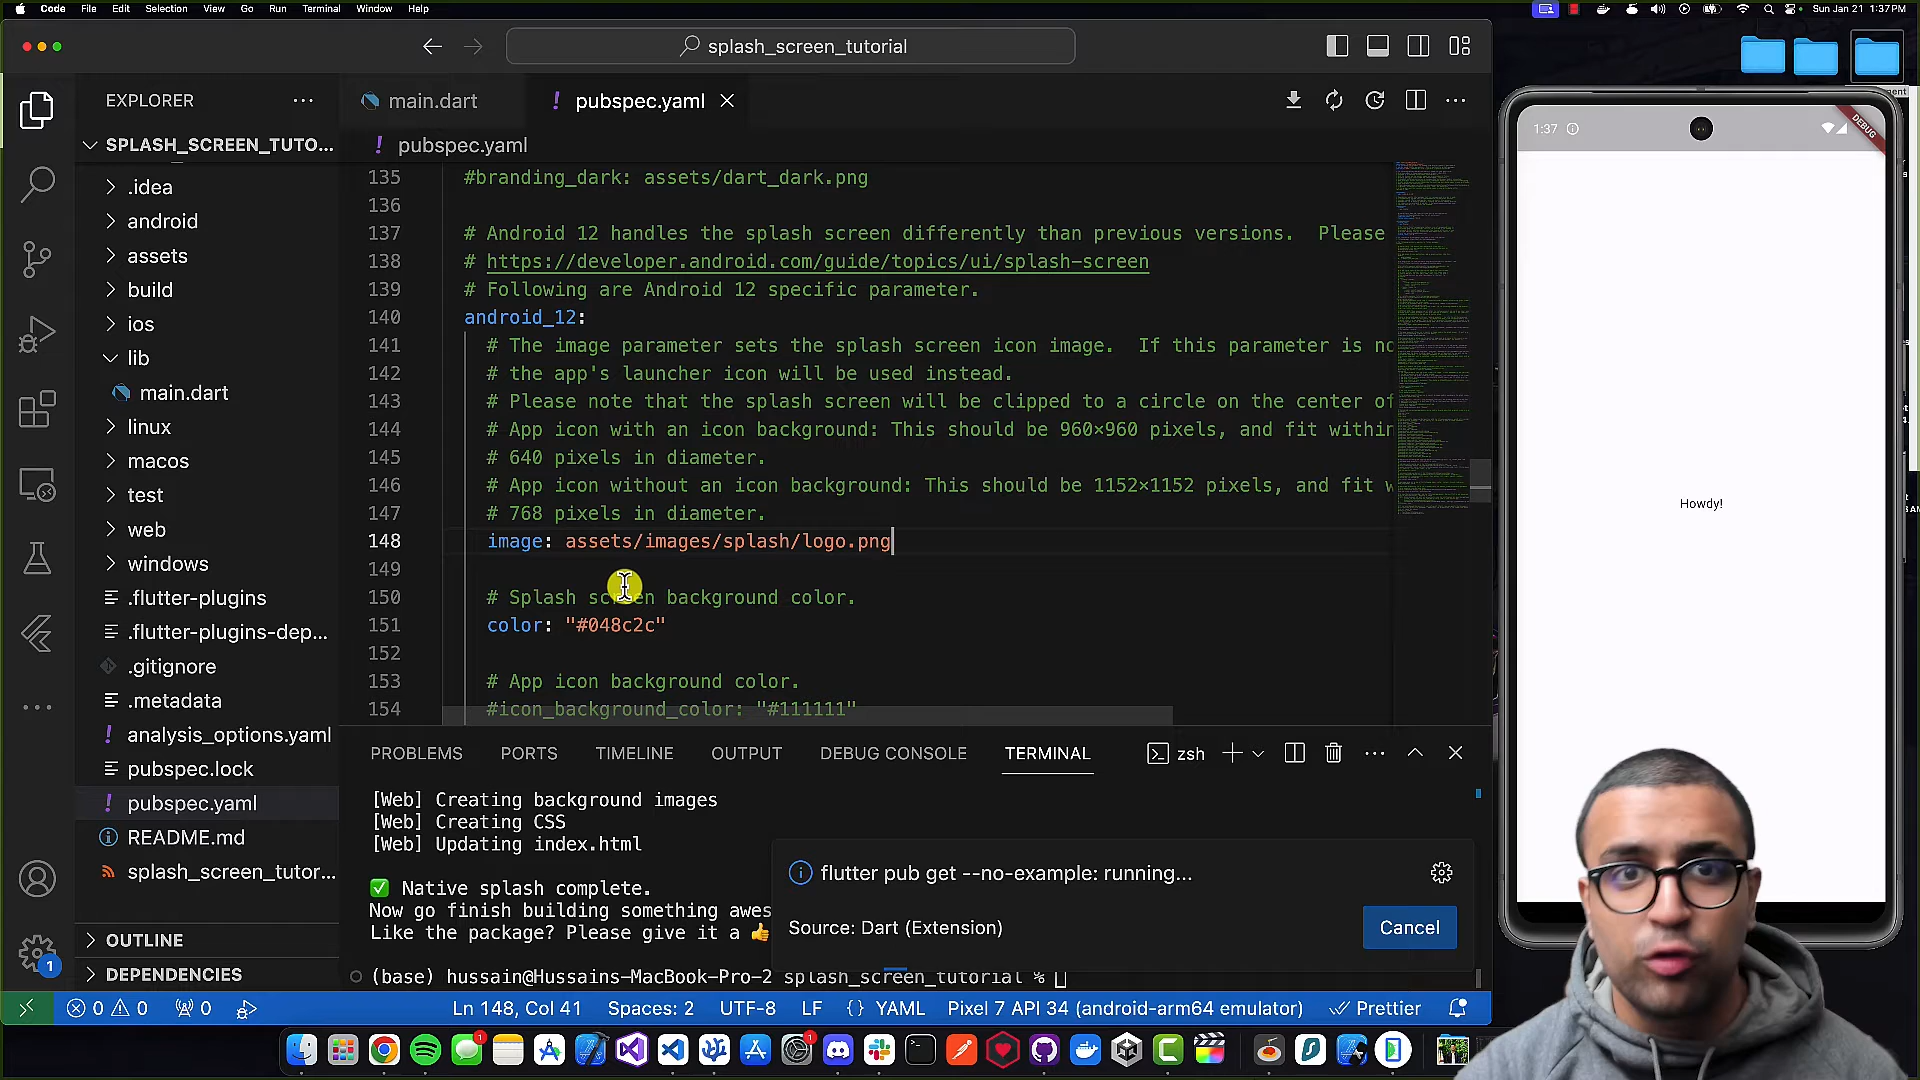 Code File Edit Selection View Go Run Terminal Window Help
Sun Jan 21 1:37PM
splash_screen_tutorial
EXPLORER
main.dart
pubspec.yaml
SPLASH_SCREEN_TUTO...
pubspec.yaml
.idea
android
assets
build
ios
lib
main.dart
linux
macos
test
web
windows
.flutter-plugins
.flutter-plugins-dep...
.gitignore
.metadata
analysis_options.yaml
pubspec.lock
pubspec.yaml
README.md
splash_screen_tutor...
OUTLINE
DEPENDENCIES
1
135 #branding_dark: assets/dart_dark.png
136
137 # Android 12 handles the splash screen differently than previous versions.  Please
138 # https://developer.android.com/guide/topics/ui/splash-screen
139 # Following are Android 12 specific parameter.
140 android_12:
141 # The image parameter sets the splash screen icon image.  If this parameter is no
142 # the app's launcher icon will be used instead.
143 # Please note that the splash screen will be clipped to a circle on the center of
144 # App icon with an icon background: This should be 960×960 pixels, and fit within
145 # 640 pixels in diameter.
146 # App icon without an icon background: This should be 1152×1152 pixels, and fit w
147 # 768 pixels in diameter.
148 image: assets/images/splash/logo.png
149
150 # Splash screen background color.
151 color: "#048c2c"
152
153 # App icon background color.
154 #icon_background_color: "#111111"
PROBLEMS PORTS TIMELINE OUTPUT DEBUG CONSOLE TERMINAL
zsh
[Web] Creating background images
[Web] Creating CSS
[Web] Updating index.html
✅ Native splash complete.
Now go finish building something awes
Like the package? Please give it a 👍
(base) hussain@Hussains-MacBook-Pro-2 splash_screen_tutorial %
flutter pub get --no-example: running...
Source: Dart (Extension)
Cancel
0 0 0 Ln 148, Col 41 Spaces: 2 UTF-8 LF {} YAML Pixel 7 API 34 (android-arm64 emulator) Prettier
1:37
DEBUG
Howdy!
1
1